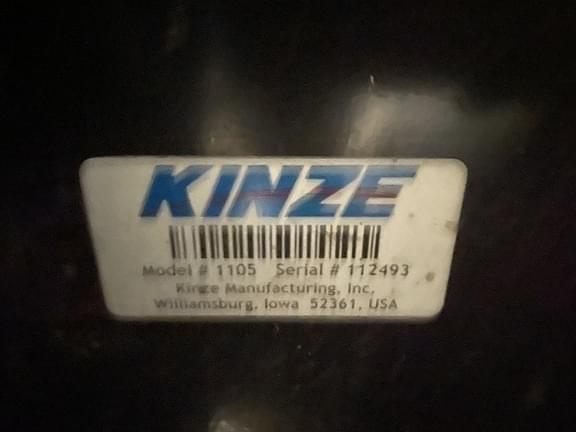 KINZE
Model # 1105 Serial # 112493
Kinze Manufacturing, Inc.
Williamsburg, Iowa 52361, USA